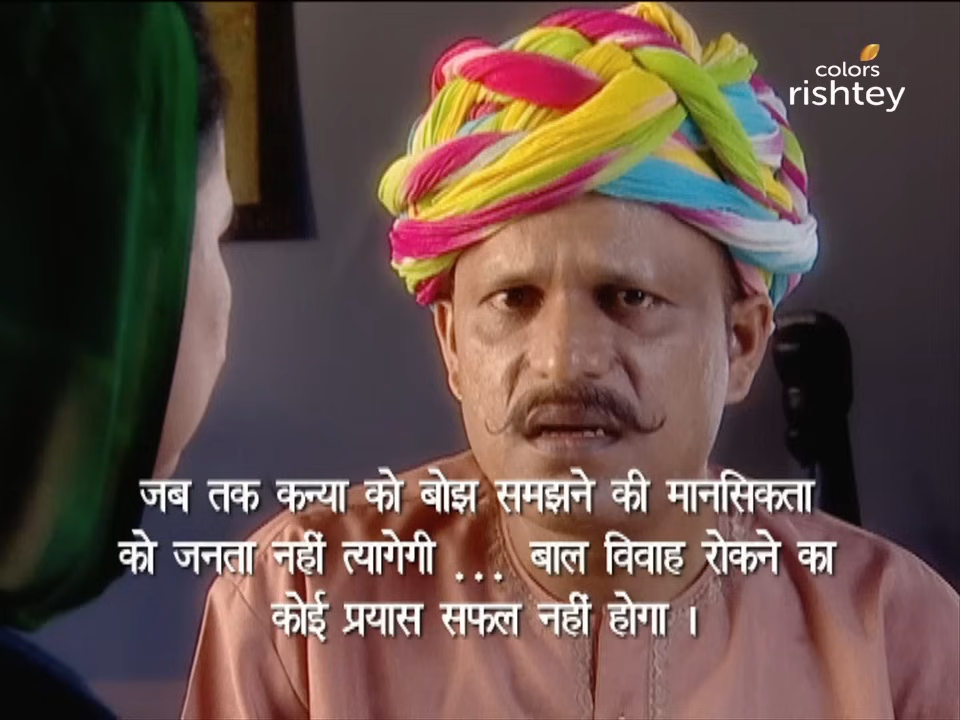 colors
rishtey
जब तक कन्या को बोझ समझने की मानसिकता
को जनता नहीं त्यागेगी ... बाल विवाह रोकने का
कोई प्रयास सफल नहीं होगा ।